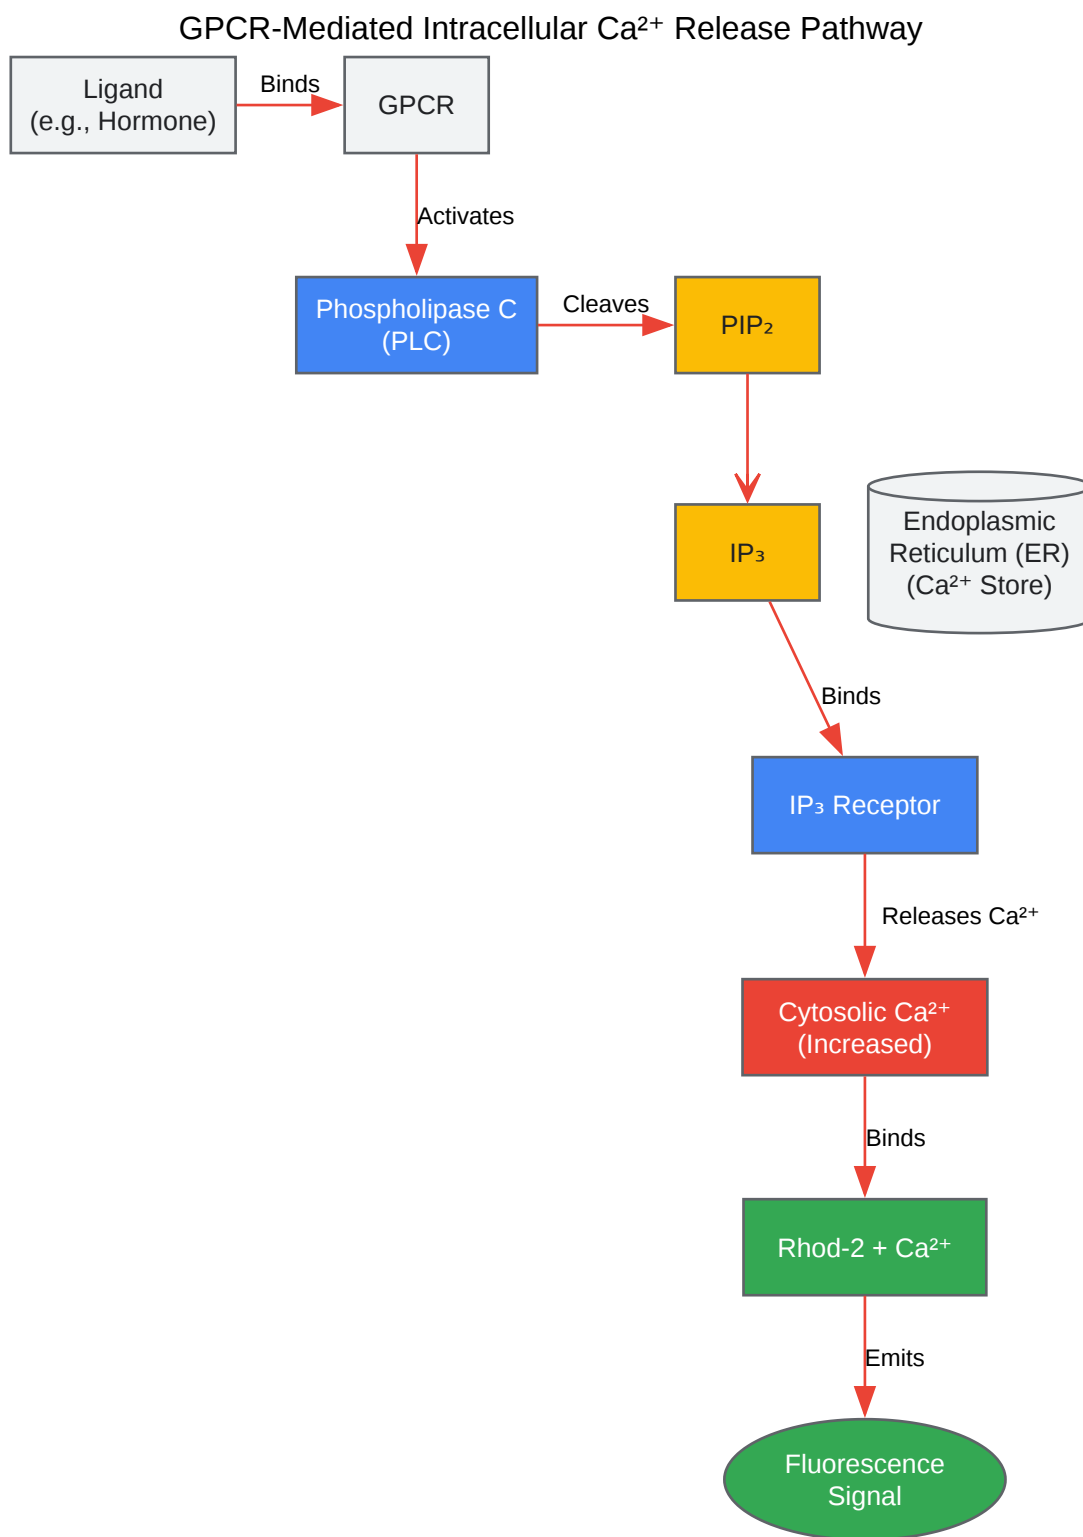 GPCR-Mediated Intracellular Ca²⁺ Release Pathway
Ligand
(e.g., Hormone)
Binds
GPCR
Activates
Phospholipase C
(PLC)
Cleaves
PIP₂
IP₃
Endoplasmic
Reticulum (ER)
(Ca²⁺ Store)
Binds
IP₃ Receptor
Releases Ca²⁺
Cytosolic Ca²⁺
(Increased)
Binds
Rhod-2 + Ca²⁺
Emits
Fluorescence
Signal